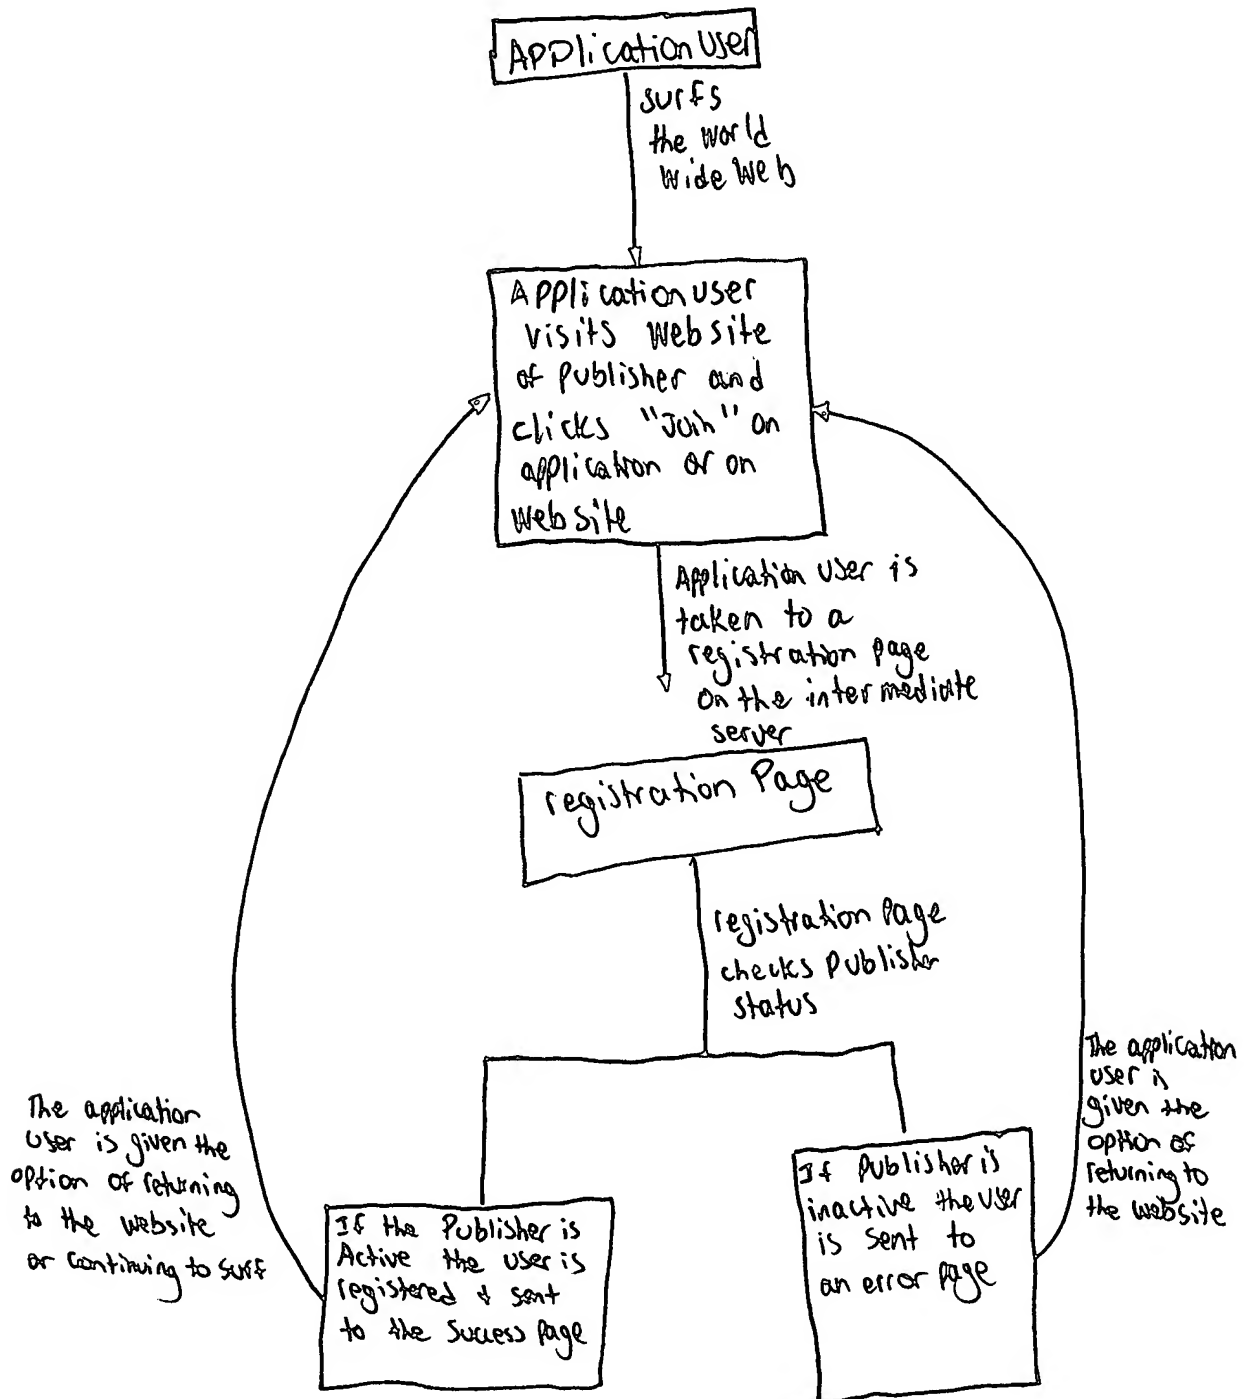 Application User
surfs
the world
wide web
Application user
visits website
of publisher and
clicks "Join" on
application or on
website
Application user is
taken to a
registration page
on the intermediate
server
registration Page
registration Page
checks Publisher
status
The application
user is given the
option of returning
to the website
or continuing to surf
If the Publisher is
Active the user is
registered & sent
to the Success Page
If Publisher is
inactive the user
is sent to
an error page
The application
user is
given the
option of
returning to
the website